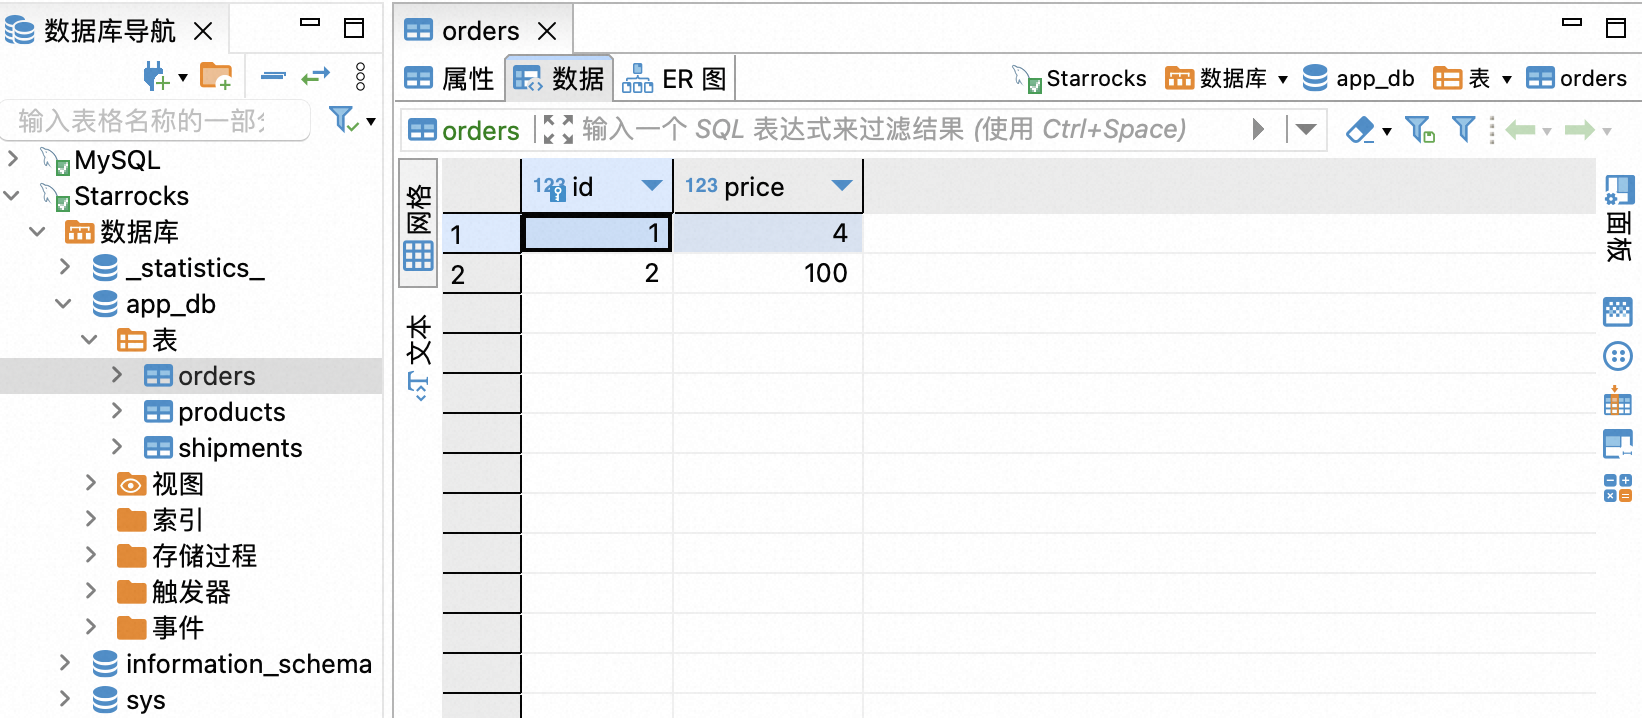 数据库导航
输入表格名称的一部分
MySQL
Starrocks
数据库
_statistics_
app_db
表
orders
products
shipments
视图
索引
存储过程
触发器
事件
information_schema
sys
orders
属性 数据 ER 图 Starrocks 数据库 app_db 表 orders
orders 输入一个 SQL 表达式来过滤结果 (使用 Ctrl+Space)
网格
文本
123 id 123 price
1 1 4
2 2 100
面板